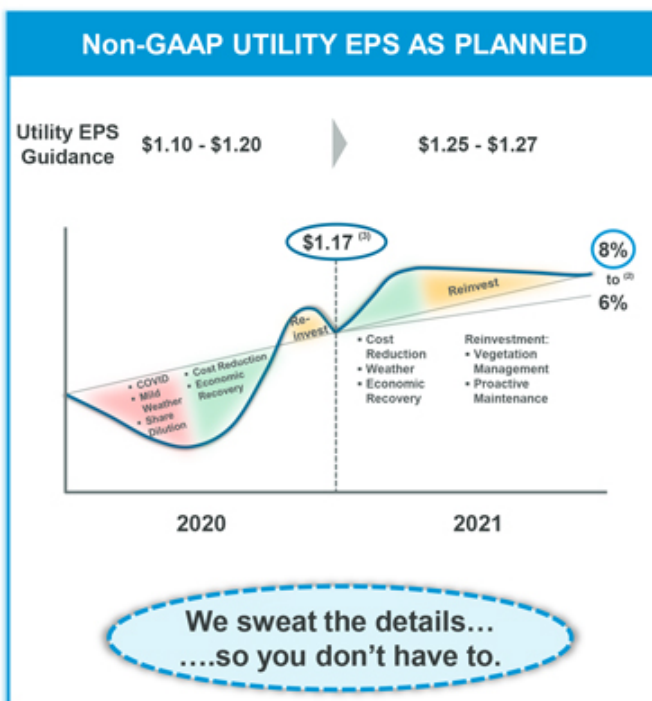 Non-GAAP UTILITY EPS AS PLANNED
Utility EPS
Guidance
$1.10 - $1.20
$1.25 - $1.27
$1.17 (3)
8%
to (2)
6%
• COVID
• Mild
Weather
• Share
Dilution
• Cost Reduction
• Economic
Recovery
Re-
invest
Reinvest
• Cost
Reduction
• Weather
• Economic
Recovery
Reinvestment:
• Vegetation
Management
• Proactive
Maintenance
2020
2021
We sweat the details…
….so you don't have to.